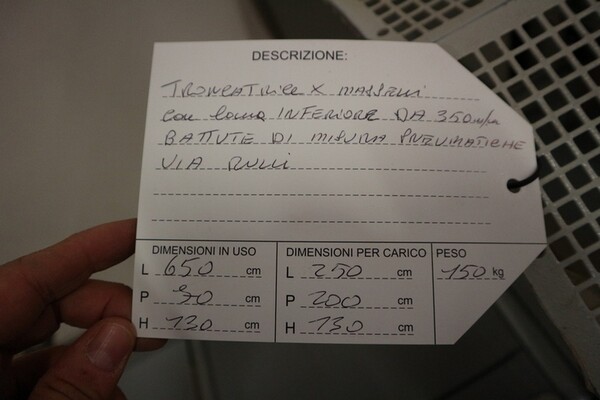 DESCRIZIONE:
TRONCATRICE X MASSELLI
CON LAMA INFERIORE DA 350 m/m
BATTUTE DI MISURA PNEUMATICHE
VIA RULLI
DIMENSIONI IN USO
L 650 cm
P 90 cm
H 130 cm
DIMENSIONI PER CARICO
L 250 cm
P 200 cm
H 130 cm
PESO
150 kg